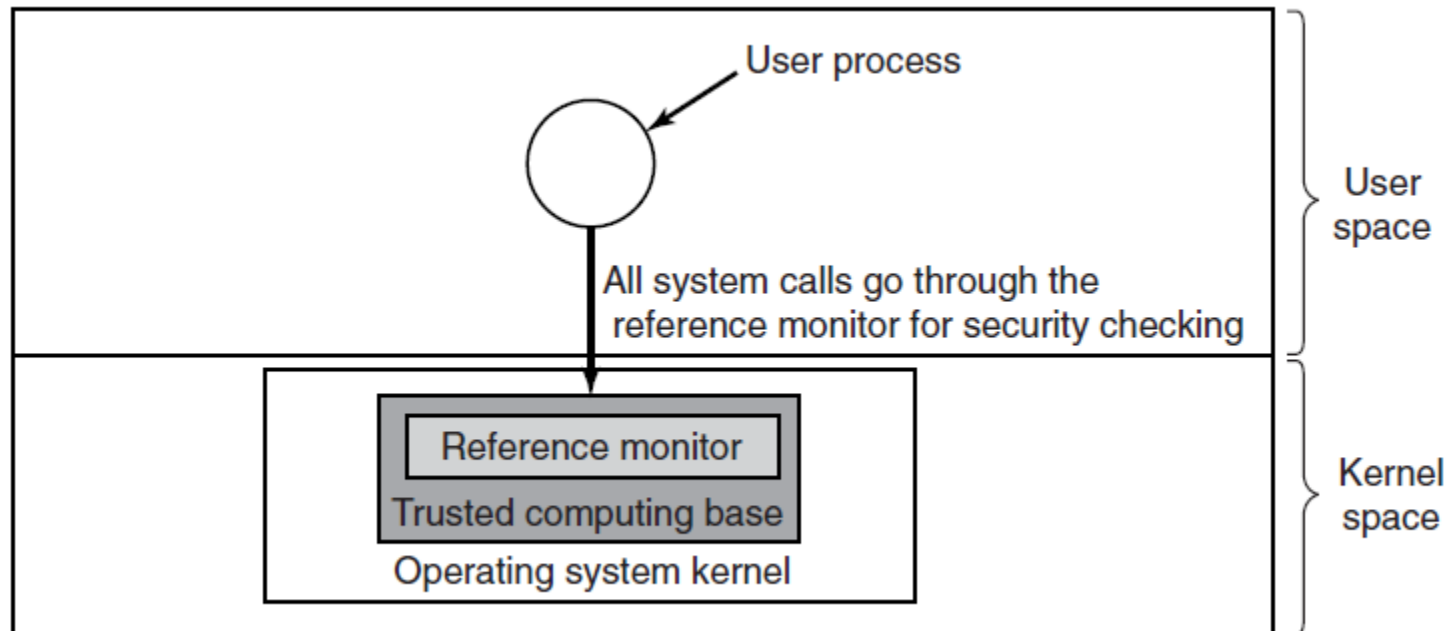 User process
User
space
All system calls go through the
reference monitor for security checking
Reference monitor
Trusted computing base
Operating system kernel
Kernel
space